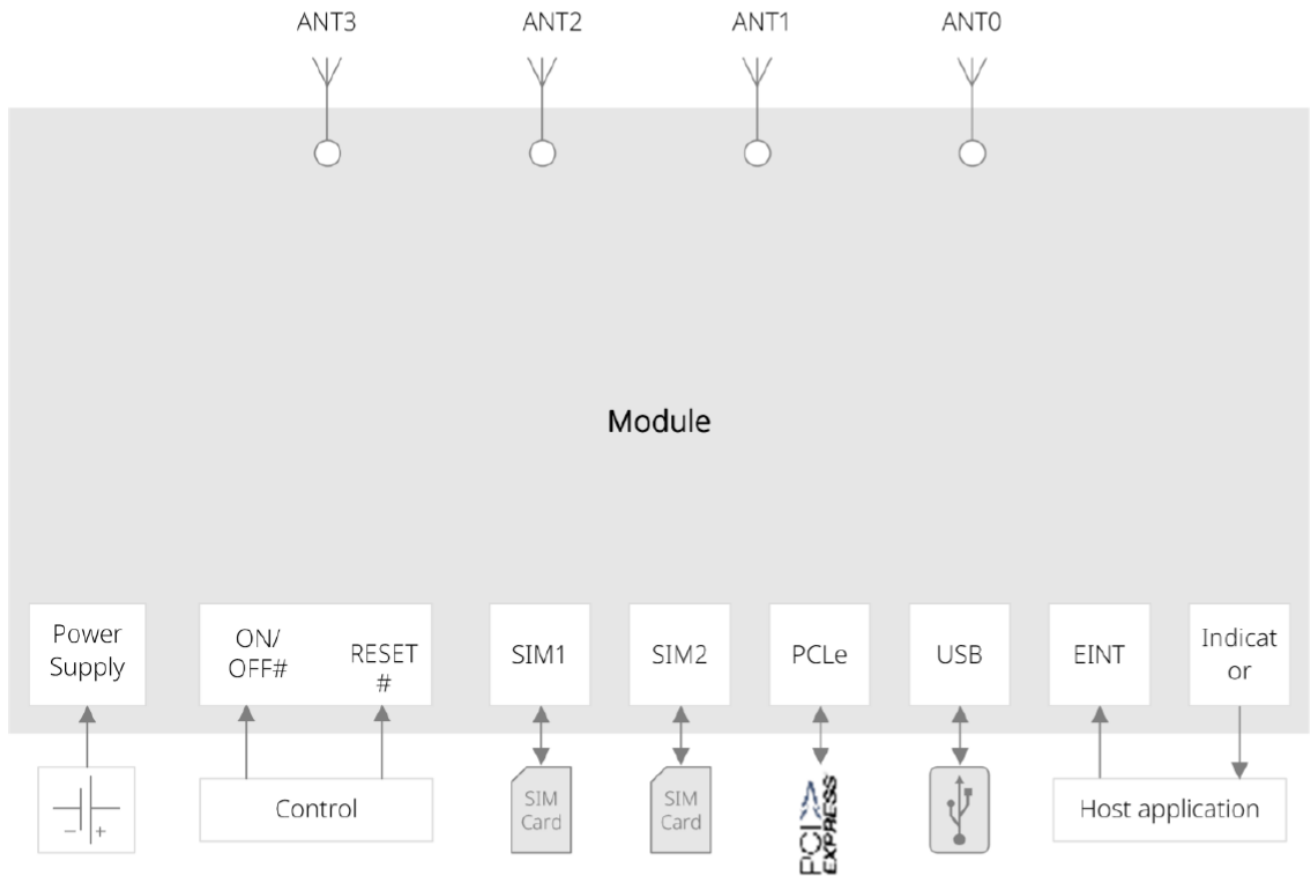 ANT3 ANT2 ANT1 ANT0
Module
Power
Supply
ON/
OFF#
RESET
#
SIM1
SIM2
PCLe
USB
EINT
Indicat
or
− +
Control
SIM
Card
SIM
Card
PCI
EXPRESS
Host application